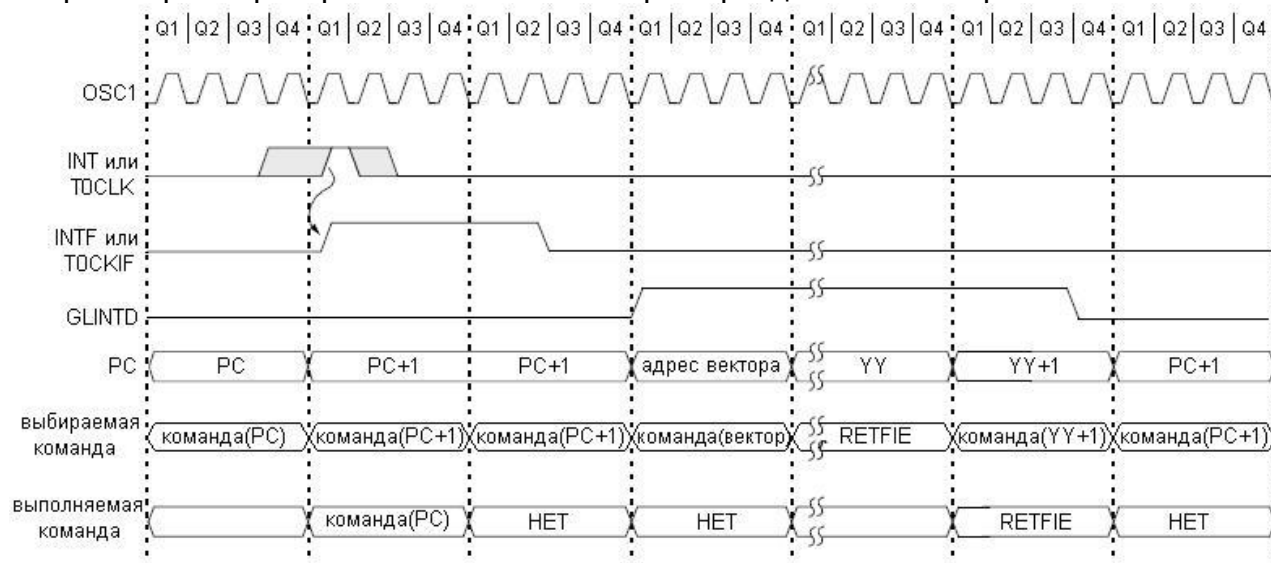 Q1 Q2 Q3 Q4 Q1 Q2 Q3 Q4 Q1 Q2 Q3 Q4 Q1 Q2 Q3 Q4 Q1 Q2 Q3 Q4 Q1 Q2 Q3 Q4 Q1 Q2 Q3 Q4
OSC1
INT или
T0CLK
INTF или
T0CKIF
GLINTD
PC PC PC+1 PC+1 адрес вектора YY YY+1 PC+1
выбираемая
команда
команда(PC) команда(PC+1) команда(PC+1) команда(вектор) RETFIE команда(YY+1) команда(PC+1)
выполняемая
команда
команда(PC) НЕТ НЕТ RETFIE НЕТ